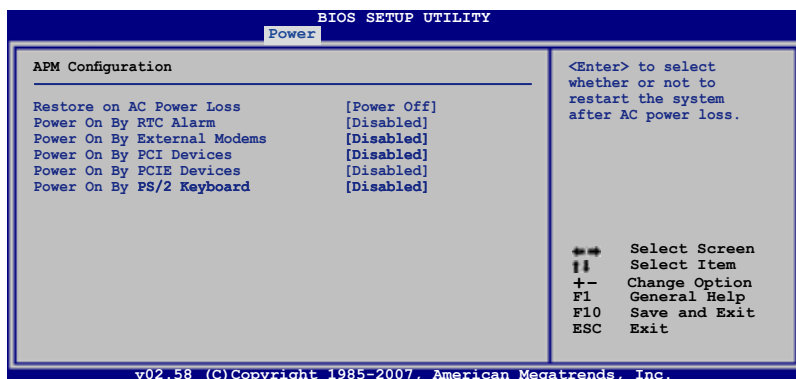 BIOS SETUP UTILITY
Power
APM Configuration
Restore on AC Power Loss [Power Off]
Power On By RTC Alarm [Disabled]
Power On By External Modems [Disabled]
Power On By PCI Devices [Disabled]
Power On By PCIE Devices [Disabled]
Power On By PS/2 Keyboard [Disabled]
<Enter> to select
whether or not to
restart the system
after AC power loss.
←→ Select Screen
↑↓ Select Item
+- Change Option
F1 General Help
F10 Save and Exit
ESC Exit
v02.58 (C)Copyright 1985-2007, American Megatrends, Inc.